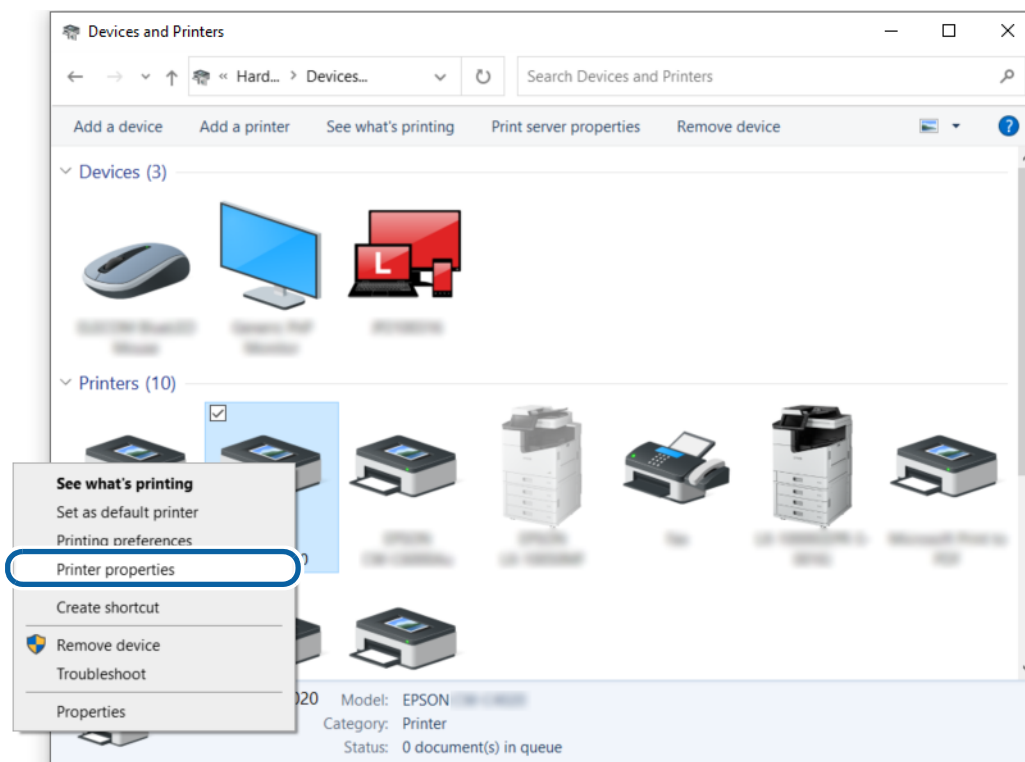 Devices and Printers
« Hard... > Devices...
Search Devices and Printers
Add a device Add a printer See what's printing Print server properties Remove device
?
Devices (3)
L
Printers (10)
See what's printing
Set as default printer
Printing preferences
Printer properties
Create shortcut
Remove device
Troubleshoot
Properties
020 Model: EPSON
Category: Printer
Status: 0 document(s) in queue